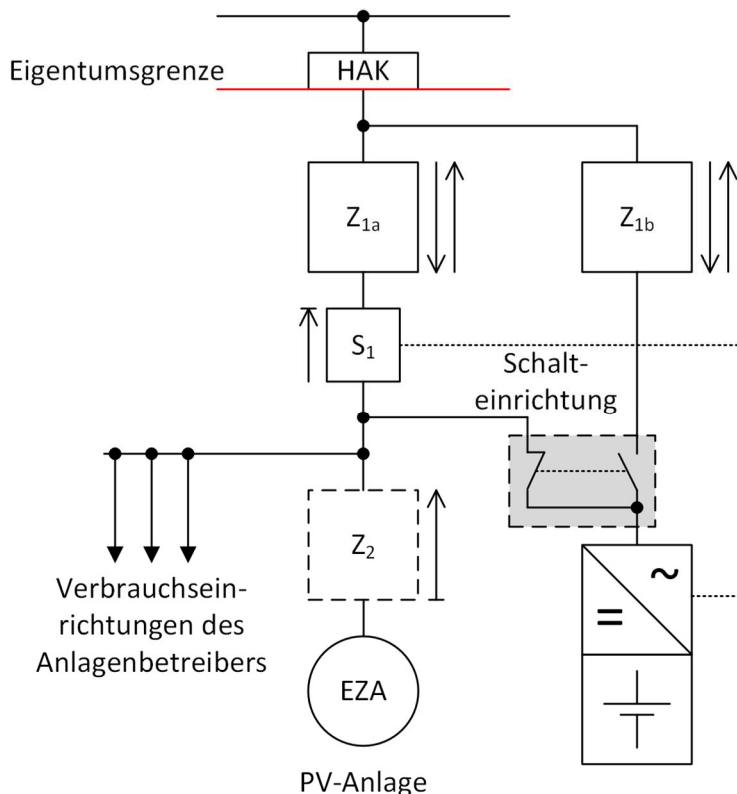 Eigentumsgrenze
HAK
Z1a
Z1b
S1
Schalt-
einrichtung
Z2
Verbrauchsein-
richtungen des
Anlagenbetreibers
~
=
EZA
PV-Anlage